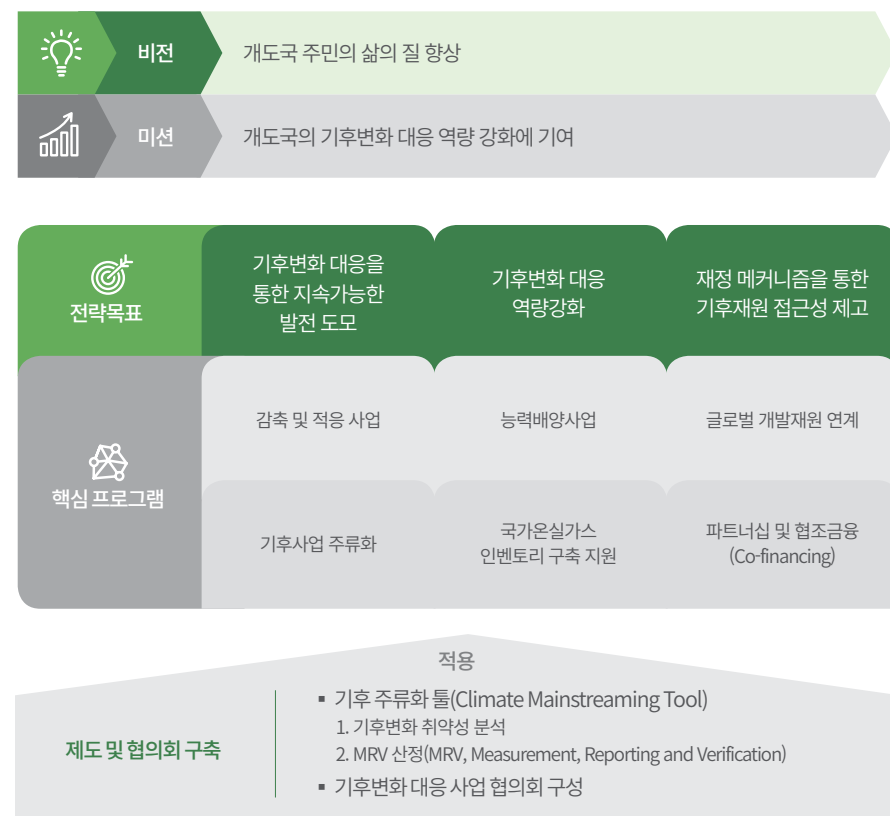 비전
개도국 주민의 삶의 질 향상
미션
개도국의 기후변화 대응 역량 강화에 기여
전략목표
기후변화 대응을
통한 지속가능한
발전 도모
기후변화 대응
역량강화
재정 메커니즘을 통한
기후재원 접근성 제고
핵심 프로그램
감축 및 적응 사업
능력배양사업
글로벌 개발재원 연계
기후사업 주류화
국가온실가스
인벤토리 구축 지원
파트너십 및 협조금융
(Co-financing)
적용
제도 및 협의회 구축
▪ 기후 주류화 툴(Climate Mainstreaming Tool)
1. 기후변화 취약성 분석
2. MRV 산정(MRV, Measurement, Reporting and Verification)
▪ 기후변화 대응 사업 협의회 구성